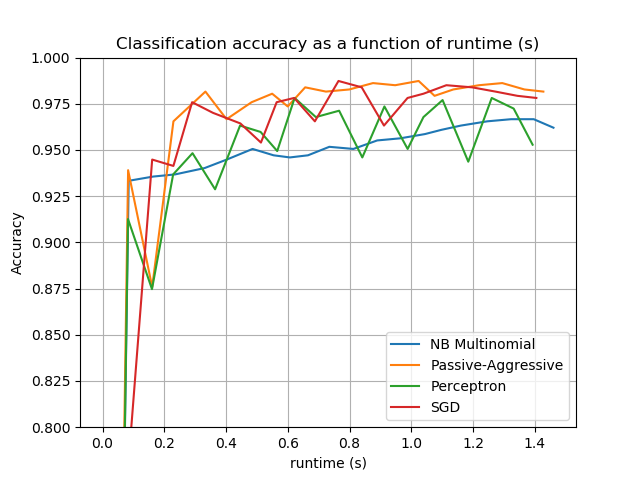 Classification accuracy as a function of runtime (s)
1.000
0.975
0.950
0.925
0.900
0.875
0.850
0.825
0.800
Accuracy
NB Multinomial
Passive-Aggressive
Perceptron
SGD
0.0 0.2 0.4 0.6 0.8 1.0 1.2 1.4
runtime (s)